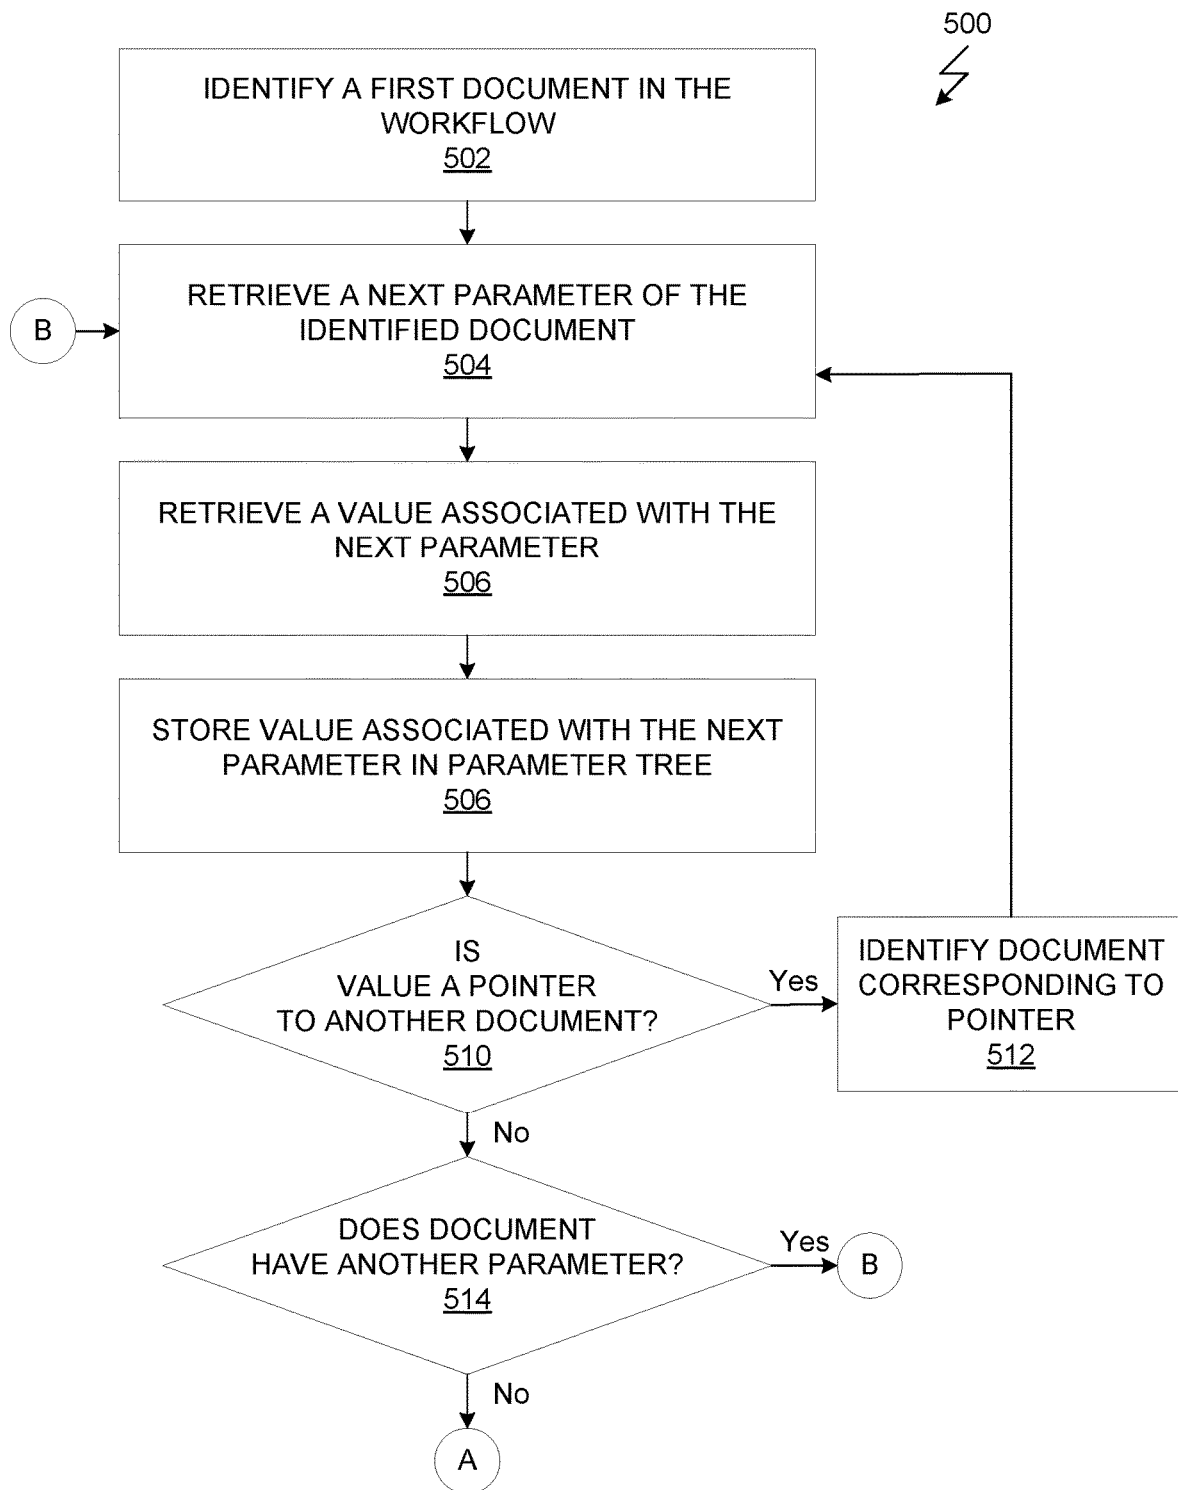 500
IDENTIFY A FIRST DOCUMENT IN THE
WORKFLOW
502
B
RETRIEVE A NEXT PARAMETER OF THE
IDENTIFIED DOCUMENT
504
RETRIEVE A VALUE ASSOCIATED WITH THE
NEXT PARAMETER
506
STORE VALUE ASSOCIATED WITH THE NEXT
PARAMETER IN PARAMETER TREE
506
IS
VALUE A POINTER
TO ANOTHER DOCUMENT?
510
Yes
IDENTIFY DOCUMENT
CORRESPONDING TO
POINTER
512
No
DOES DOCUMENT
HAVE ANOTHER PARAMETER?
514
Yes
B
No
A